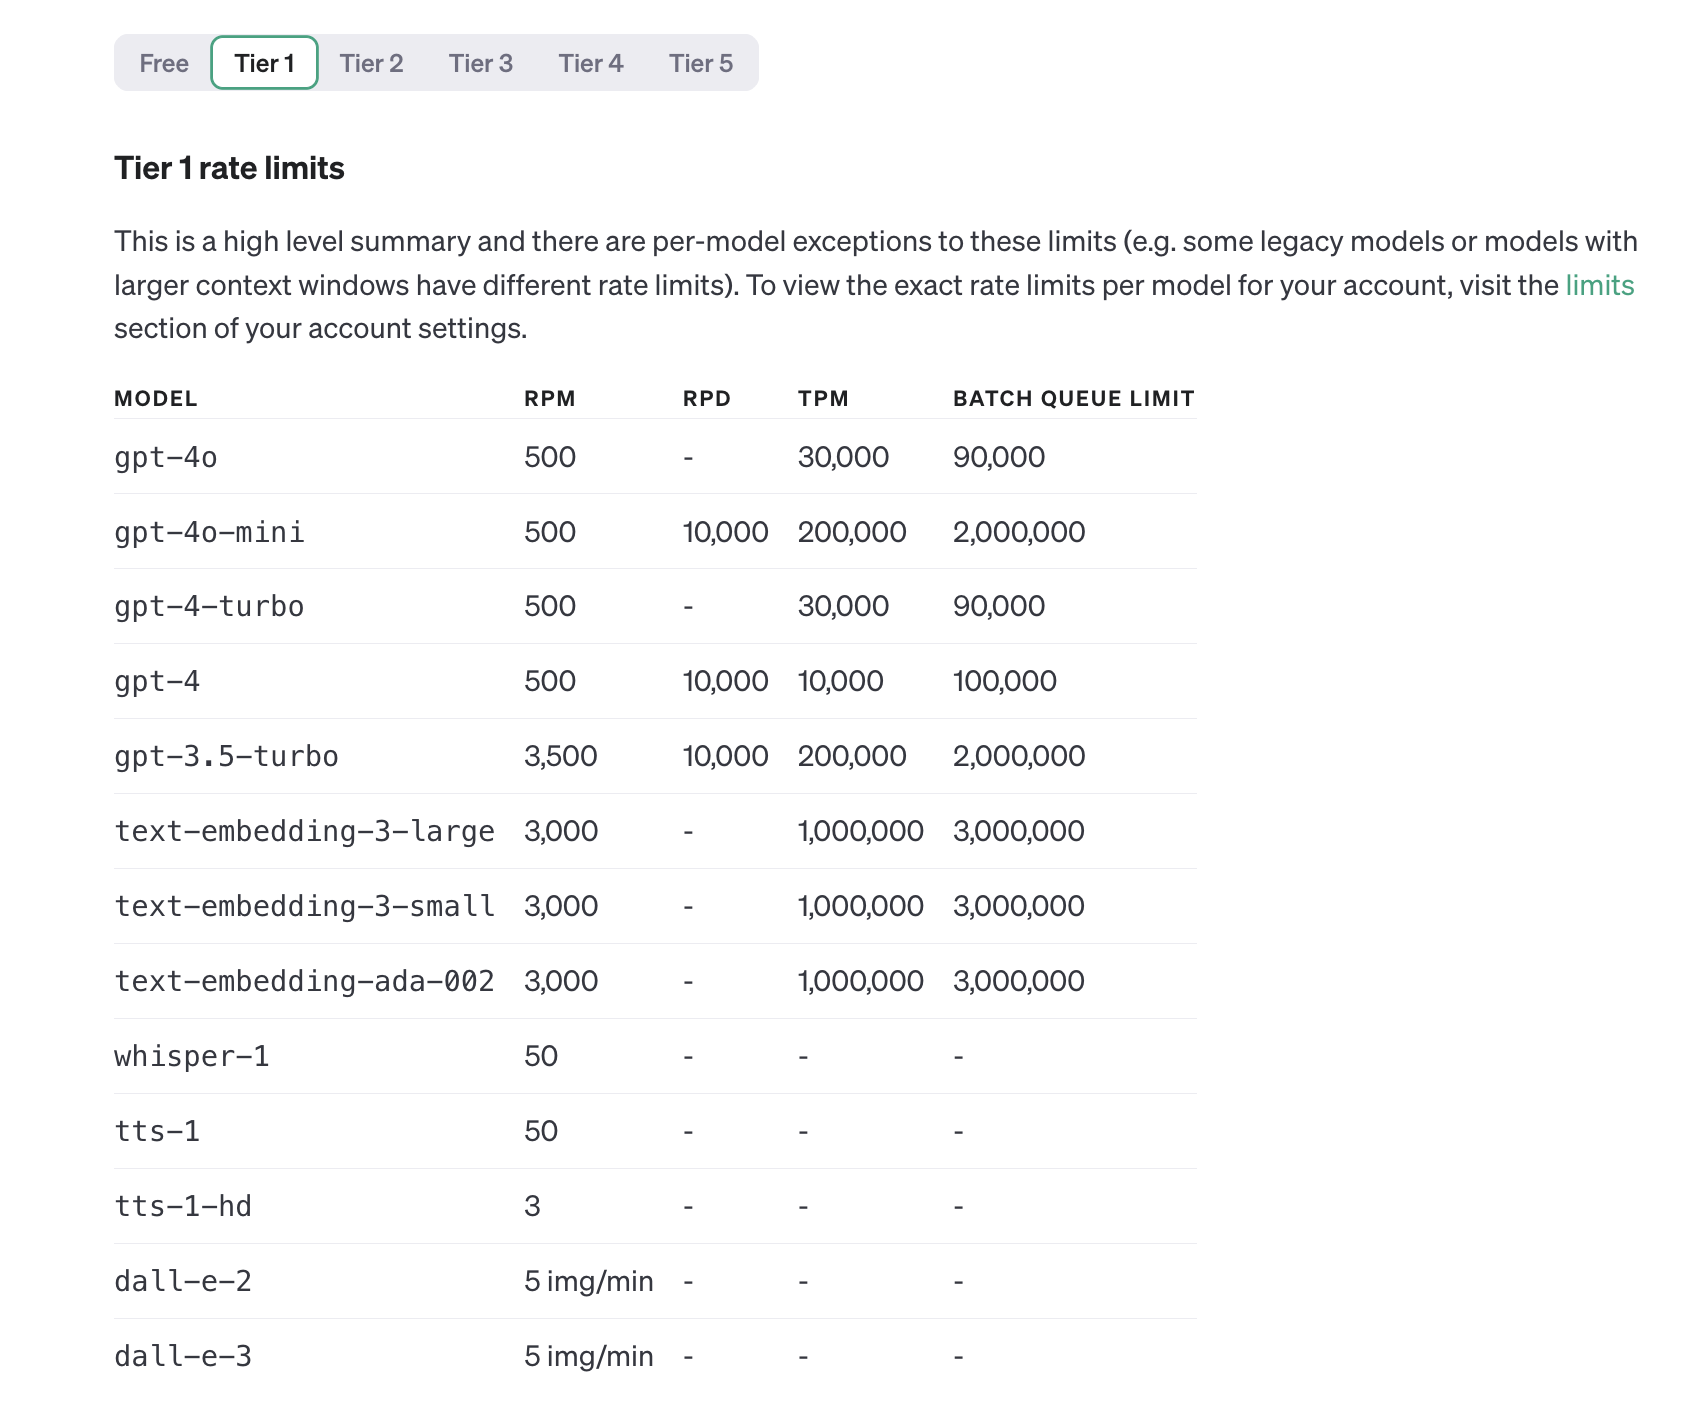 Free Tier 1 Tier 2 Tier 3 Tier 4 Tier 5
Tier 1 rate limits
This is a high level summary and there are per-model exceptions to these limits (e.g. some legacy models or models with
larger context windows have different rate limits). To view the exact rate limits per model for your account, visit the limits
section of your account settings.
MODEL RPM RPD TPM BATCH QUEUE LIMIT
gpt-4o 500 - 30,000 90,000
gpt-4o-mini 500 10,000 200,000 2,000,000
gpt-4-turbo 500 - 30,000 90,000
gpt-4 500 10,000 10,000 100,000
gpt-3.5-turbo 3,500 10,000 200,000 2,000,000
text-embedding-3-large 3,000 - 1,000,000 3,000,000
text-embedding-3-small 3,000 - 1,000,000 3,000,000
text-embedding-ada-002 3,000 - 1,000,000 3,000,000
whisper-1 50 - - -
tts-1 50 - - -
tts-1-hd 3 - - -
dall-e-2 5 img/min - - -
dall-e-3 5 img/min - - -